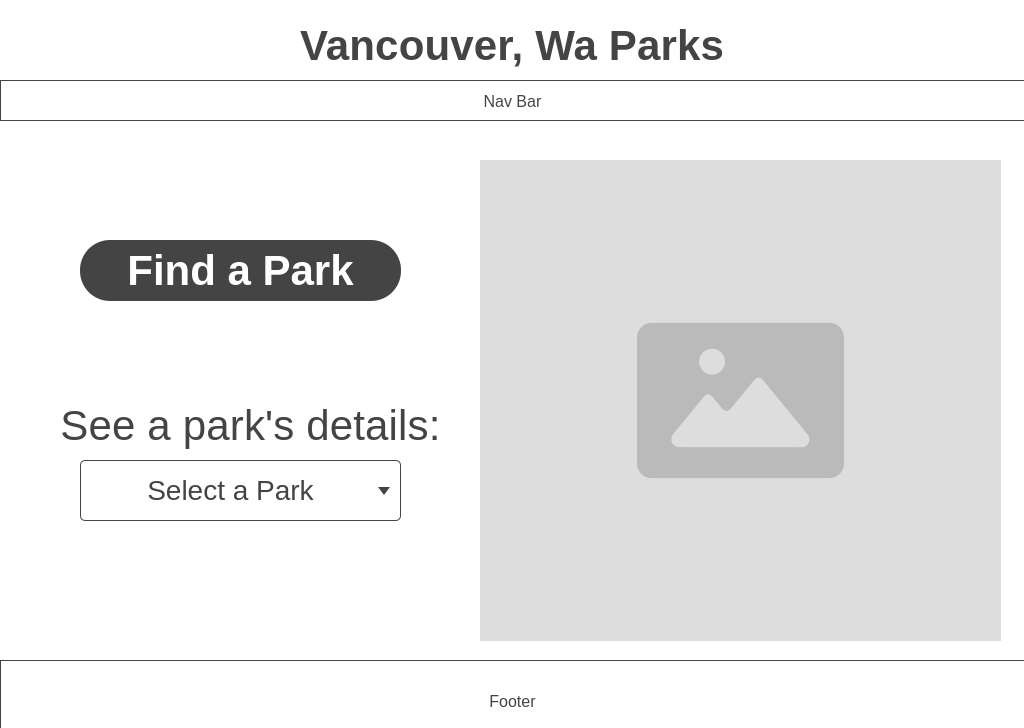 Vancouver, Wa Parks
Nav Bar
Find a Park
See a park's details:
Select a Park
Footer